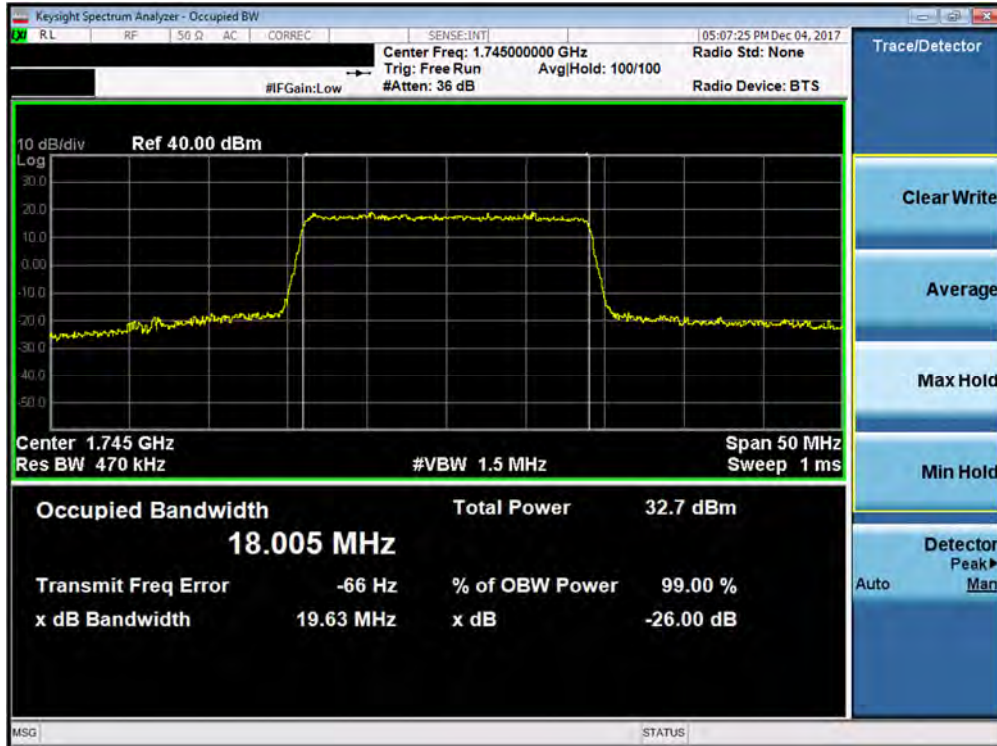 Keysight Spectrum Analyzer - Occupied BW
LXI RL RF 50 Ω AC CORREC SENSE:INT 05:07:25 PM Dec 04, 2017
Center Freq: 1.745000000 GHz Radio Std: None
Trig: Free Run Avg|Hold: 100/100
#IFGain:Low #Atten: 36 dB Radio Device: BTS
10 dB/div Ref 40.00 dBm
Log
30.0
20.0
10.0
0.00
-10.0
-20.0
-30.0
-40.0
-50.0
Center 1.745 GHz Span 50 MHz
Res BW 470 kHz #VBW 1.5 MHz Sweep 1 ms
Occupied Bandwidth Total Power 32.7 dBm
18.005 MHz
Transmit Freq Error -66 Hz % of OBW Power 99.00 %
x dB Bandwidth 19.63 MHz x dB -26.00 dB
MSG STATUS
Trace/Detector
Clear Write
Average
Max Hold
Min Hold
Detector
Peak▶
Auto Man